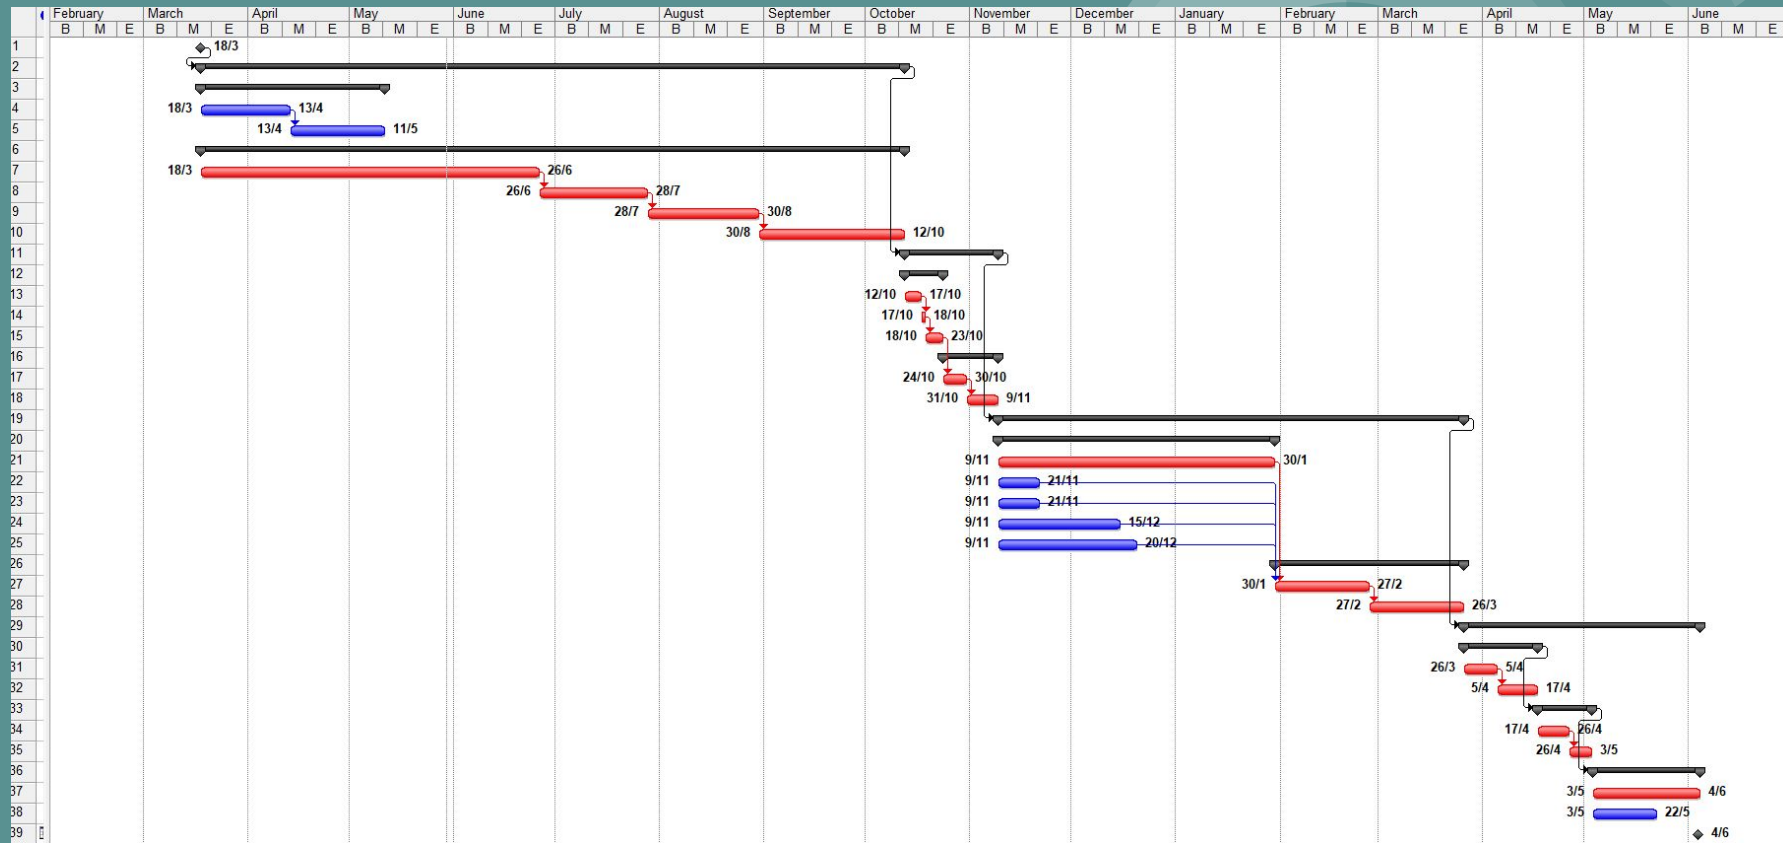 February March April May June July August September October November December January February March April May June
B M E B M E B M E B M E B M E B M E B M E B M E B M E B M E B M E B M E B M E B M E B M E B M E B M E
1 18/3
2
3
4 18/3 13/4
5 13/4 11/5
6
7 18/3 26/6
8 26/6 28/7
9 28/7 30/8
10 30/8 12/10
11
12
13 12/10 17/10
14 17/10 18/10
15 18/10 23/10
16
17 24/10 30/10
18 31/10 9/11
19
20
21 9/11 30/1
22 9/11 21/11
23 9/11 21/11
24 9/11 15/12
25 9/11 20/12
26
27 30/1 27/2
28 27/2 26/3
29
30
31 26/3 5/4
32 5/4 17/4
33
34 17/4 26/4
35 26/4 3/5
36
37 3/5 4/6
38 3/5 22/5
39 4/6